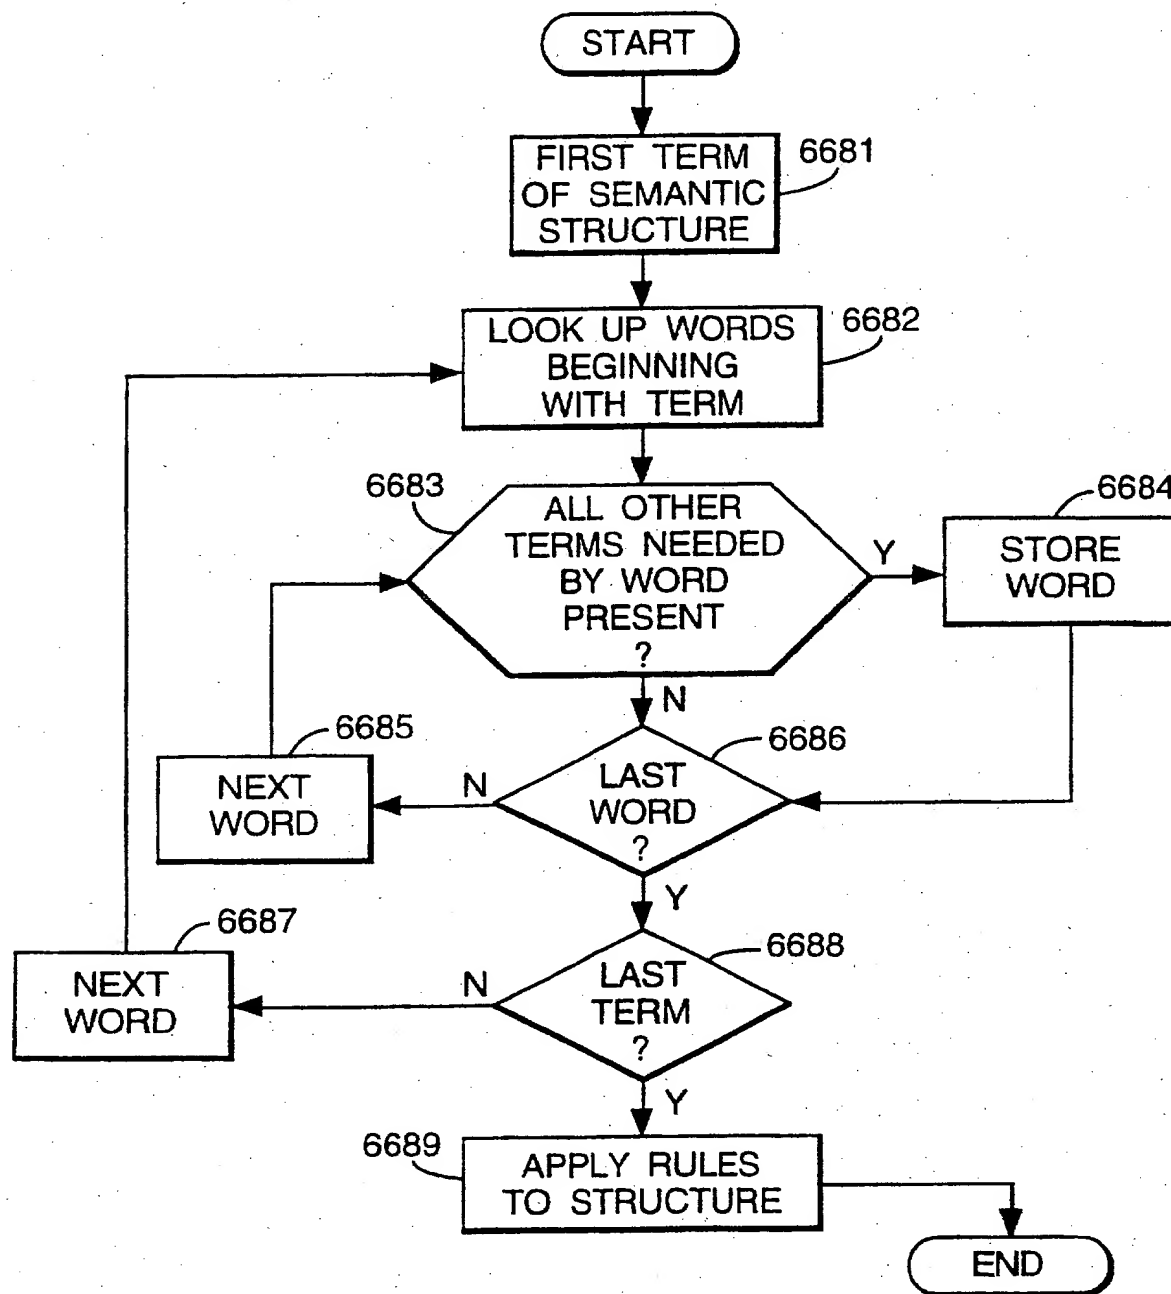 START
FIRST TERM
OF SEMANTIC
STRUCTURE
6681
LOOK UP WORDS
BEGINNING
WITH TERM
6682
6683
ALL OTHER
TERMS NEEDED
BY WORD
PRESENT
?
Y
6684
STORE
WORD
N
6685
NEXT
WORD
N
6686
LAST
WORD
?
Y
6687
NEXT
WORD
N
6688
LAST
TERM
?
Y
6689
APPLY RULES
TO STRUCTURE
END